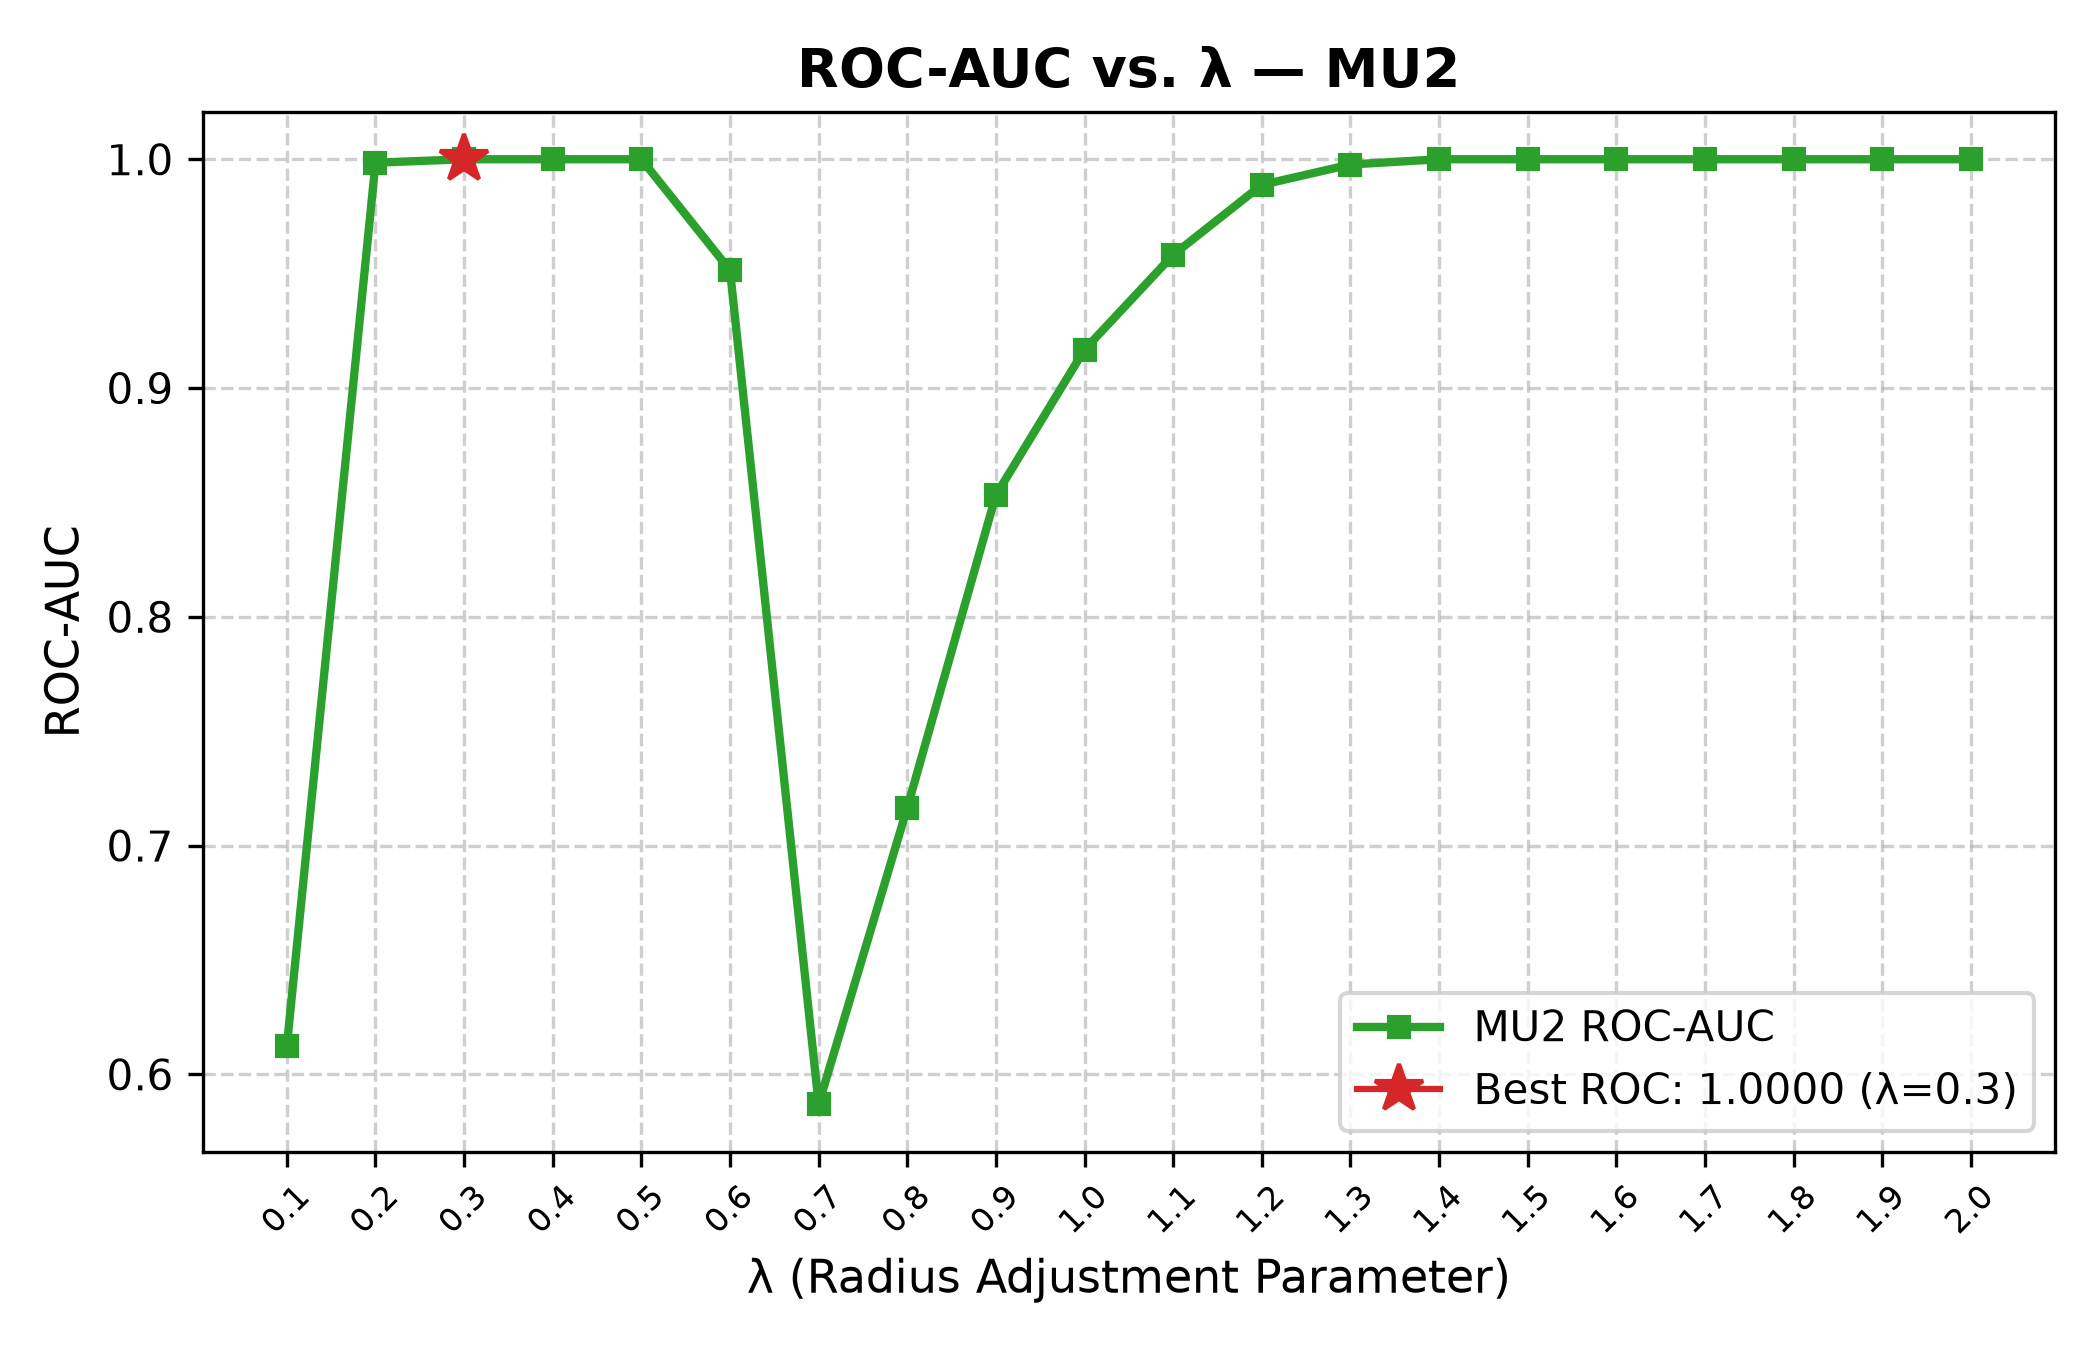 ROC-AUC vs. λ — MU2
ROC-AUC
1.0
0.9
0.8
0.7
0.6
MU2 ROC-AUC
Best ROC: 1.0000 (λ=0.3)
0.1 0.2 0.3 0.4 0.5 0.6 0.7 0.8 0.9 1.0 1.1 1.2 1.3 1.4 1.5 1.6 1.7 1.8 1.9 2.0
λ (Radius Adjustment Parameter)